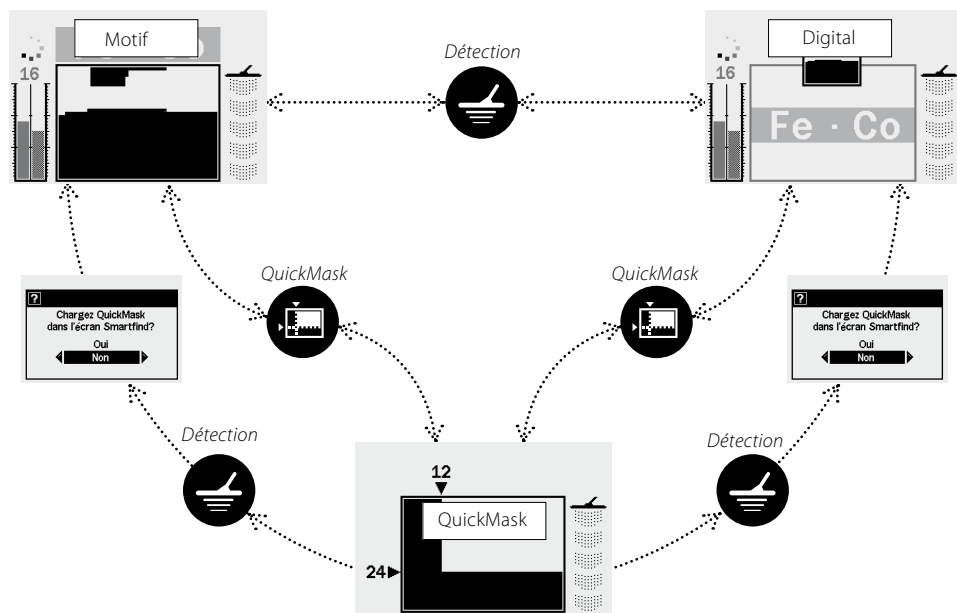 Motif
16
Détection
Digital
16
Fe · Co
QuickMask
QuickMask
?
Chargez QuickMask
dans l'écran Smartfind?
Oui
Non
?
Chargez QuickMask
dans l'écran Smartfind?
Oui
Non
Détection
Détection
12
QuickMask
24